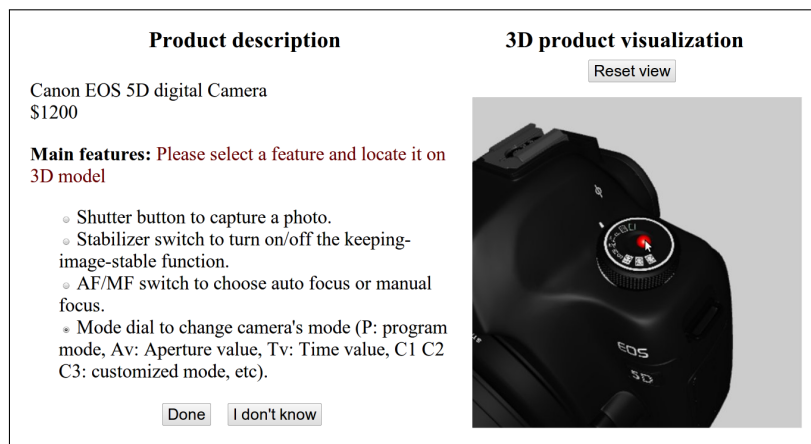 Product description
Canon EOS 5D digital Camera
$1200
Main features: Please select a feature and locate it on
3D model
Shutter button to capture a photo.
Stabilizer switch to turn on/off the keeping-
image-stable function.
AF/MF switch to choose auto focus or manual
focus.
Mode dial to change camera's mode (P: program
mode, Av: Aperture value, Tv: Time value, C1 C2
C3: customized mode, etc).
Done I don't know
3D product visualization
Reset view
EOS
5D